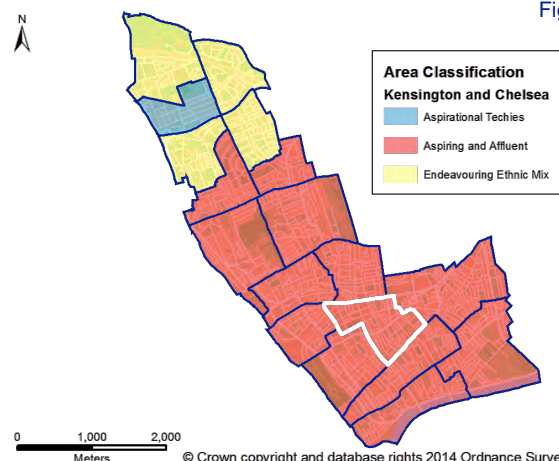 Fig
N
Area Classification
Kensington and Chelsea
Aspirational Techies
Aspiring and Affluent
Endeavouring Ethnic Mix
0 1,000 2,000
Meters
© Crown copyright and database rights 2014 Ordnance Surve